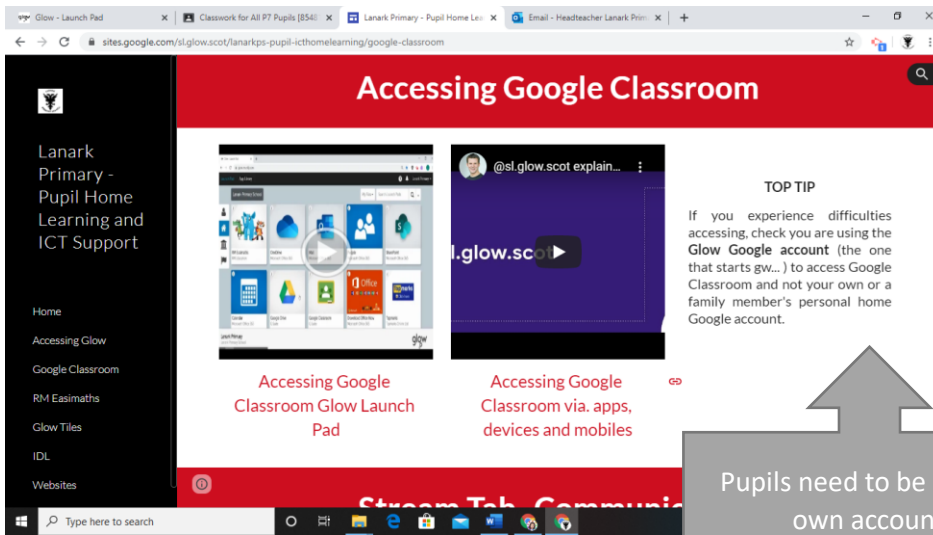 Glow - Launch Pad
Classwork for All P7 Pupils [854
Lanark Primary - Pupil Home Lea
Email - Headteacher Lanark Prim
sites.google.com/sl.glow.scot/lanarkps-pupil-icthomelearning/google-classroom
Lanark
Primary -
Pupil Home
Learning and
ICT Support
Home
Accessing Glow
Google Classroom
RM Easimaths
Glow Tiles
IDL
Websites
Accessing Google Classroom
Office
glow
@sl.glow.scot explain...
l.glow.scot
Accessing Google
Classroom Glow Launch
Pad
Accessing Google
Classroom via. apps,
devices and mobiles
TOP TIP
If you experience difficulties
accessing, check you are using the
Glow Google account (the one
that starts gw... ) to access Google
Classroom and not your own or a
family member's personal home
Google account.
Stream Tab- Communic
Pupils need to be
own accoun
Type here to search